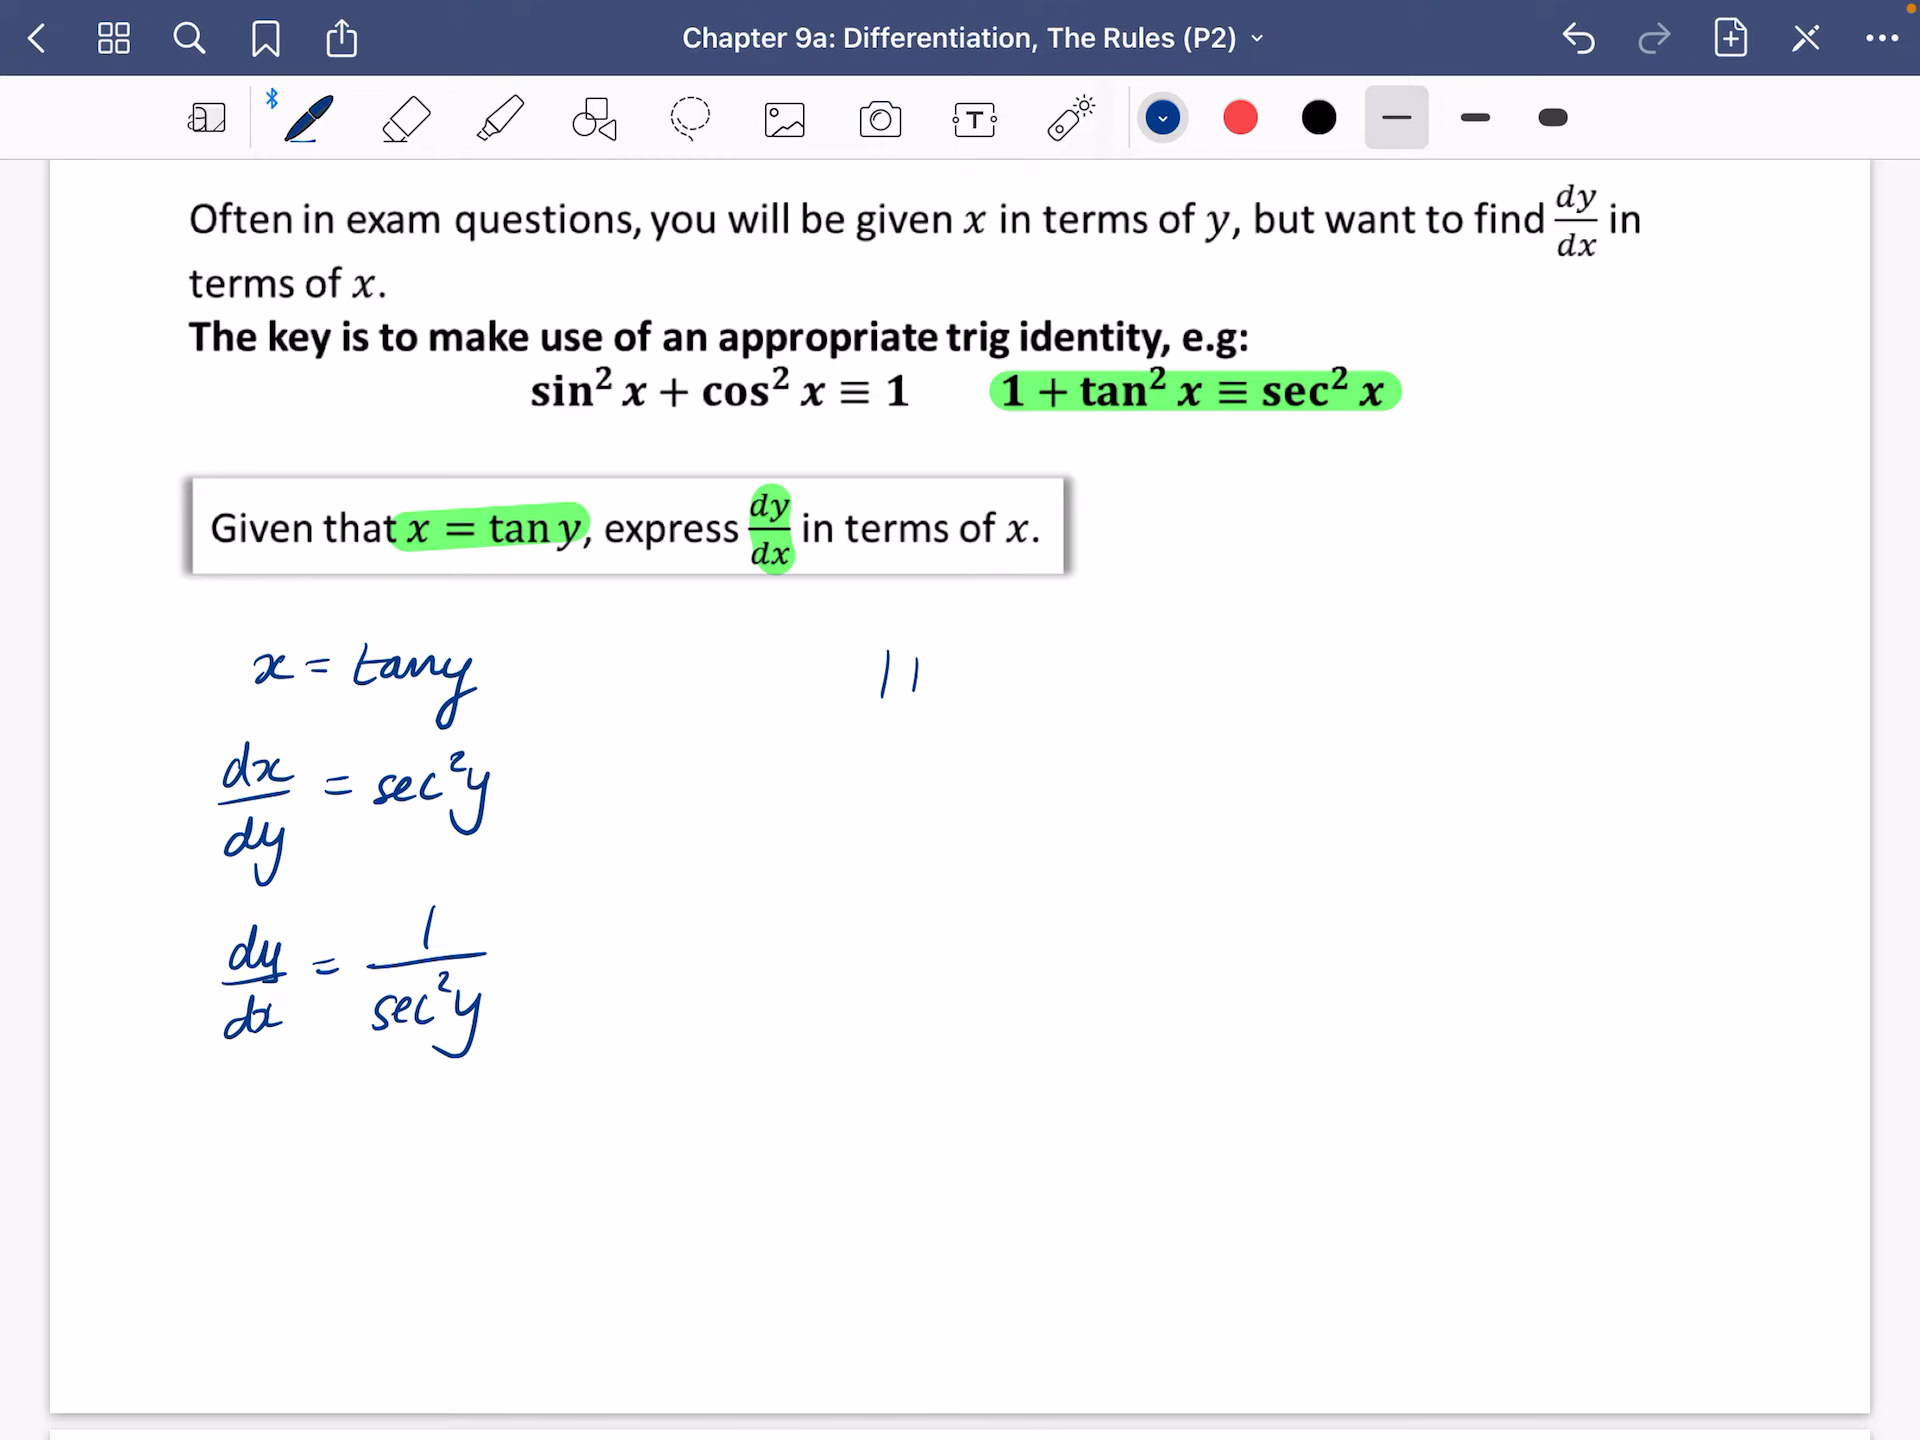 Chapter 9a: Differentiation, The Rules (P2)
a
T
Often in exam questions, you will be given x in terms of y, but want to find dy/dx in
terms of x.
The key is to make use of an appropriate trig identity, e.g:
sin² x + cos² x ≡ 1 1 + tan² x ≡ sec² x
Given that x = tan y, express dy/dx in terms of x.
x = tan y
dx/dy = sec²y
dy/dx = 1/sec²y